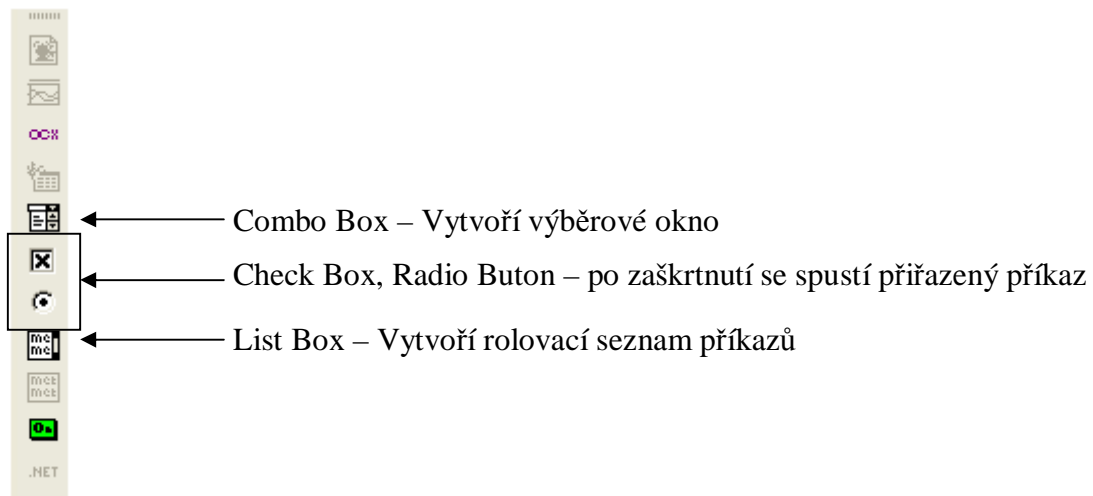 OCX
Combo Box – Vytvoří výběrové okno
Check Box, Radio Buton – po zaškrtnutí se spustí přiřazený příkaz
List Box – Vytvoří rolovací seznam příkazů
.NET